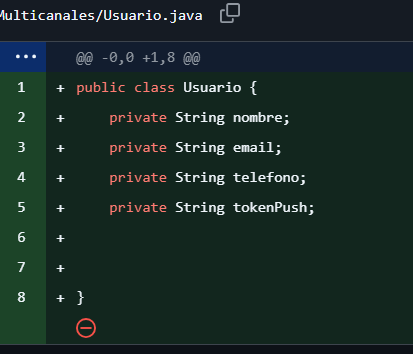 Multicanales/Usuario.java
... @@ -0,0 +1,8 @@
1 + public class Usuario {
2 +     private String nombre;
3 +     private String email;
4 +     private String telefono;
5 +     private String tokenPush;
6 +
7 +
8 + }